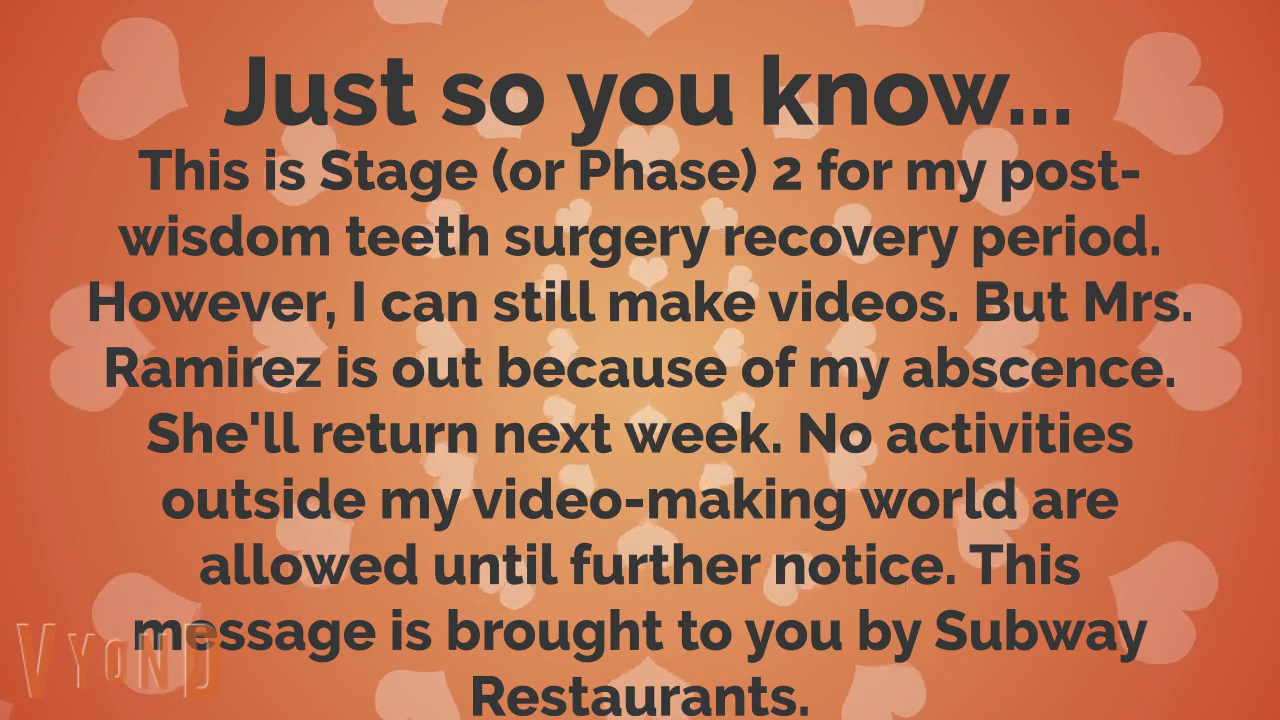 Just so you know...
This is Stage (or Phase) 2 for my post-
wisdom teeth surgery recovery period.
However, I can still make videos. But Mrs.
Ramirez is out because of my abscence.
She'll return next week. No activities
outside my video-making world are
allowed until further notice. This
message is brought to you by Subway
Restaurants.
VYOND